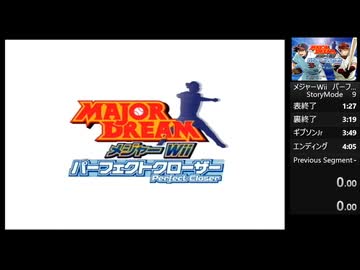 MAJOR
DREAM
メジャーWii
パーフェクトクローザー
Perfect Closer
メジャーWii パーフ...
StoryMode 9
表終了 1:27
裏終了 3:19
ギブソンJr 3:49
エンディング 4:05
Previous Segment -
0.00
0.00